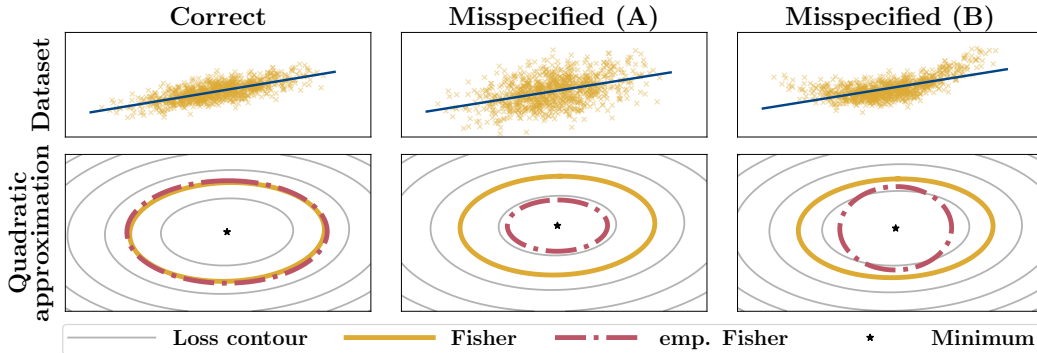 Correct
Misspecified (A)
Misspecified (B)
Dataset
Quadratic
approximation
Loss contour
Fisher
emp. Fisher
Minimum